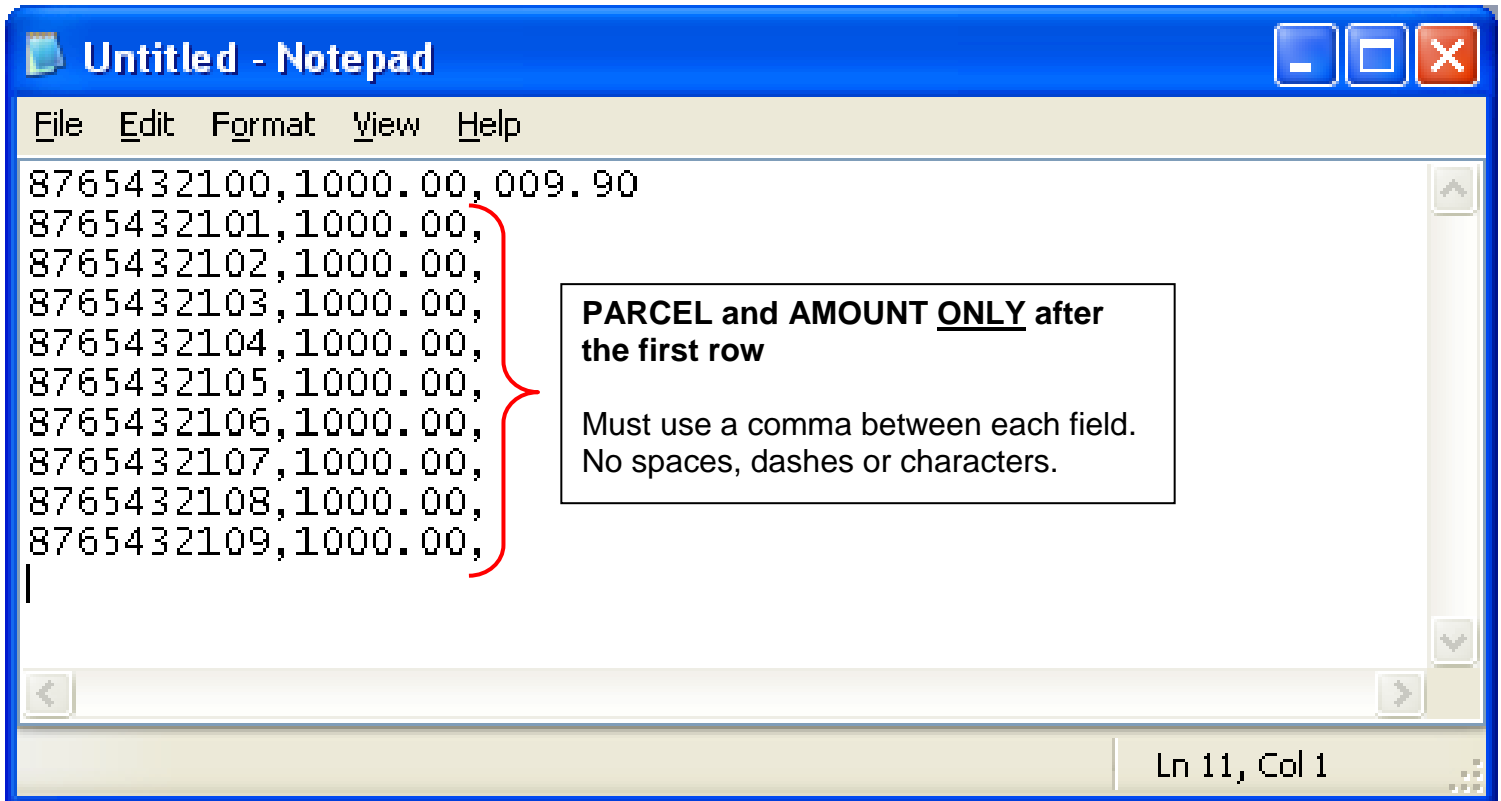 Untitled - Notepad
File Edit Format View Help
8765432100,1000.00,009.90
8765432101,1000.00,
8765432102,1000.00,
8765432103,1000.00,
8765432104,1000.00,
8765432105,1000.00,
8765432106,1000.00,
8765432107,1000.00,
8765432108,1000.00,
8765432109,1000.00,
PARCEL and AMOUNT ONLY after
the first row
Must use a comma between each field.
No spaces, dashes or characters.
Ln 11, Col 1